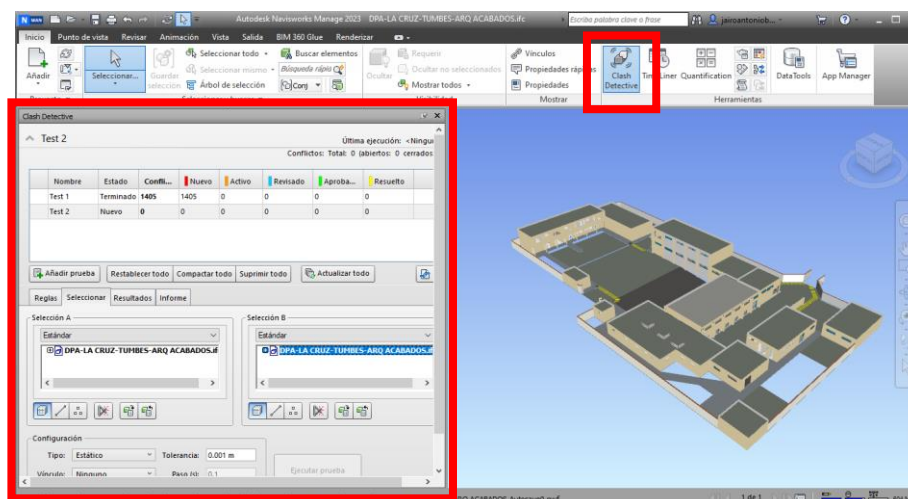 Autodesk Navisworks Manage 2023 DPA-LA CRUZ-TUMBES-ARQ ACABADOS.ifc
Escriba palabra clave o frase
jairoantoniob...
Inicio Punto de vista Revisar Animación Vista Salida BIM 360 Glue Renderizar
Añadir
Seleccionar...
Guardar selección
Seleccionar todo
Seleccionar mismo
Árbol de selección
Buscar elementos
Búsqueda rápida
Conj
Ocultar
Requerir
Ocultar no seleccionados
Mostrar todos
Vínculos
Propiedades rápidas
Propiedades
Mostrar
Clash Detective
TimeLiner
Quantification
Herramientas
DataTools
App Manager
Clash Detective
Test 2
Última ejecución:
Conflictos: Total: 0 (abiertos: 0 cerrados
Nombre Estado Confli... Nuevo Activo Revisado Aproba... Resuelto
Test 1 Terminado 1405 1405 0 0 0 0
Test 2 Nuevo 0 0 0 0 0 0
Añadir prueba Restablecer todo Compactar todo Suprimir todo Actualizar todo
Reglas Seleccionar Resultados Informe
Selección A Selección B
Estándar Estándar
DPA-LA CRUZ-TUMBES-ARQ ACABADOS.if DPA-LA CRUZ-TUMBES-ARQ ACABADOS.if
Configuración
Tipo: Estático Tolerancia: 0.001 m
Vínculo: Ninguno Paso (s): 0.1
Ejecutar prueba
1 de 1